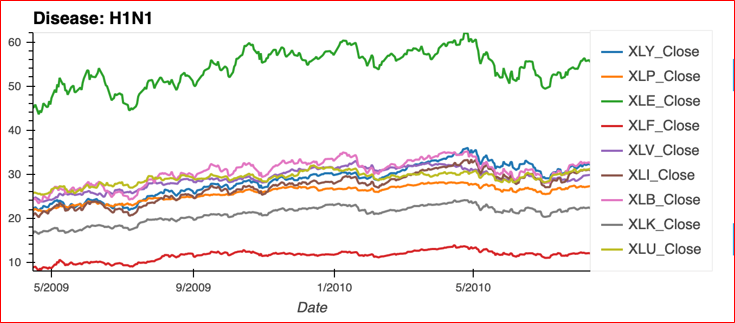 Disease: H1N1
60
50
40
30
20
10
5/2009
9/2009
1/2010
5/2010
Date
XLY_Close
XLP_Close
XLE_Close
XLF_Close
XLV_Close
XLI_Close
XLB_Close
XLK_Close
XLU_Close